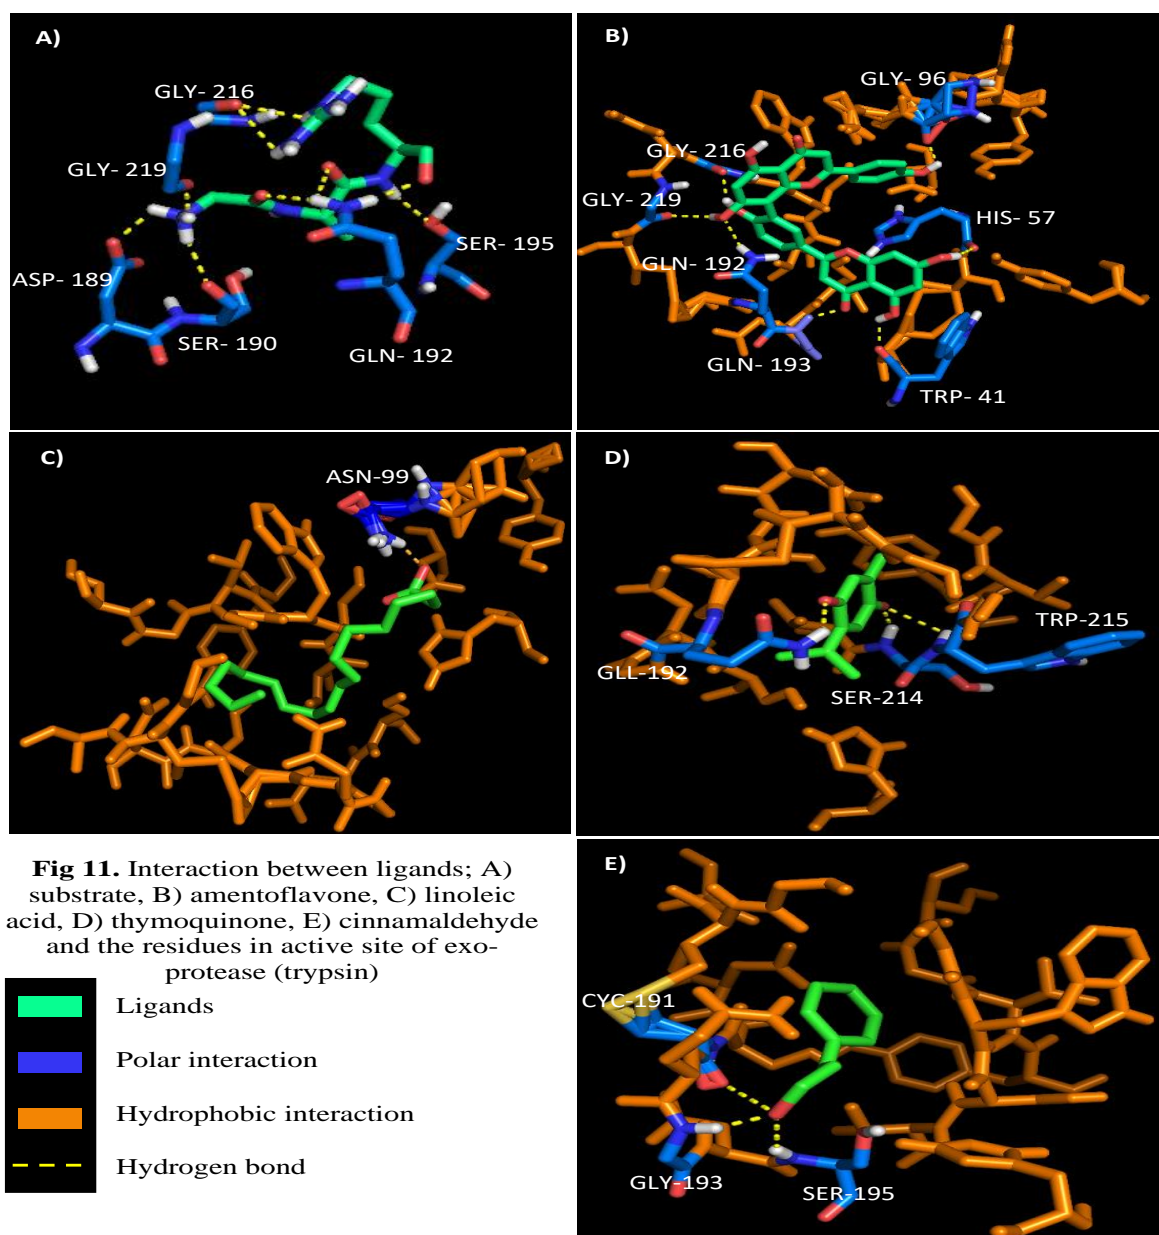 A)
GLY- 216
GLY- 219
ASP- 189
SER- 190
SER- 195
GLN- 192
B)
GLY- 96
GLY- 216
GLY- 219
HIS- 57
GLN- 192
GLN- 193
TRP- 41
C)
ASN-99
D)
TRP-215
GLL-192
SER-214
Fig 11. Interaction between ligands; A)
substrate, B) amentoflavone, C) linoleic
acid, D) thymoquinone, E) cinnamaldehyde
and the residues in active site of exo-
protease (trypsin)
Ligands
Polar interaction
Hydrophobic interaction
Hydrogen bond
E)
CYC-191
GLY-193
SER-195